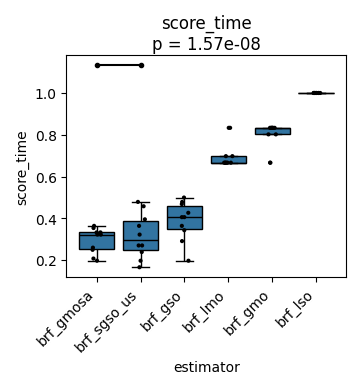 score_time
p = 1.57e-08
score_time
1.0
0.8
0.6
0.4
0.2
brf_gmosa
brf_sgso_us
brf_gso
brf_lmo
brf_gmo
brf_lso
estimator